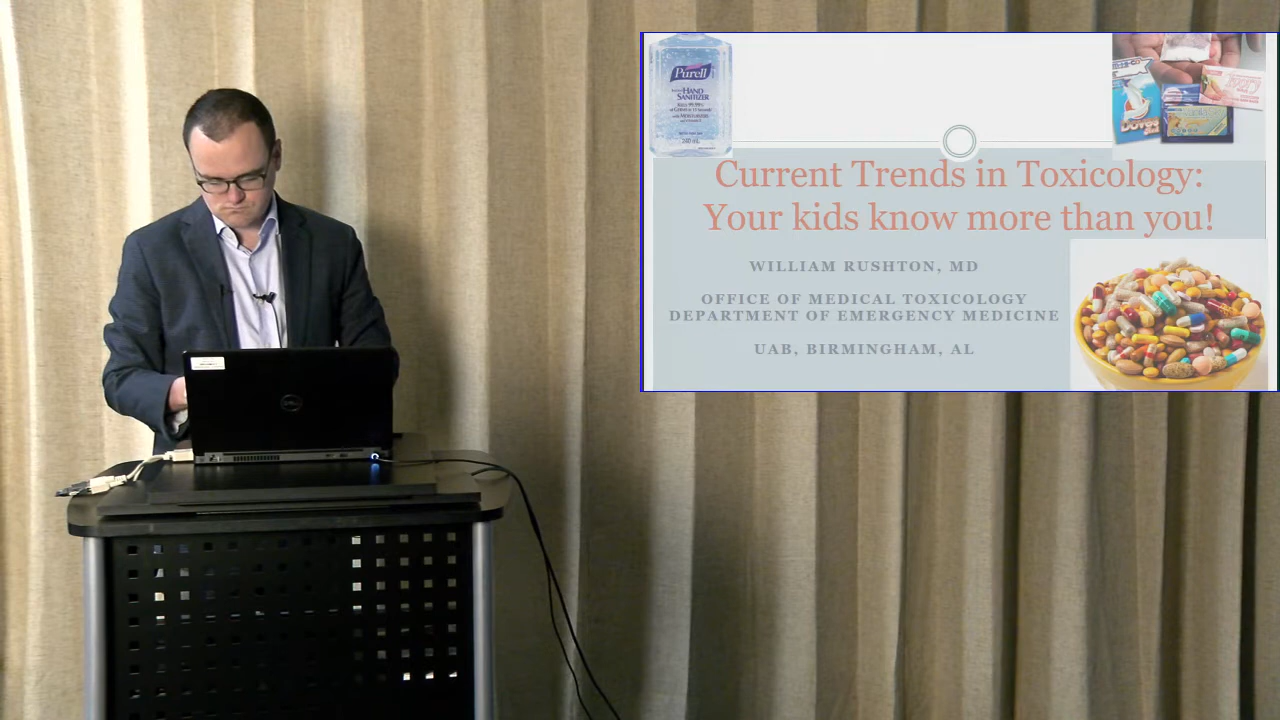 Purell
HAND
SANITIZER
Current Trends in Toxicology:
Your kids know more than you!
WILLIAM RUSHTON, MD
OFFICE OF MEDICAL TOXICOLOGY
DEPARTMENT OF EMERGENCY MEDICINE
UAB, BIRMINGHAM, AL
DELL